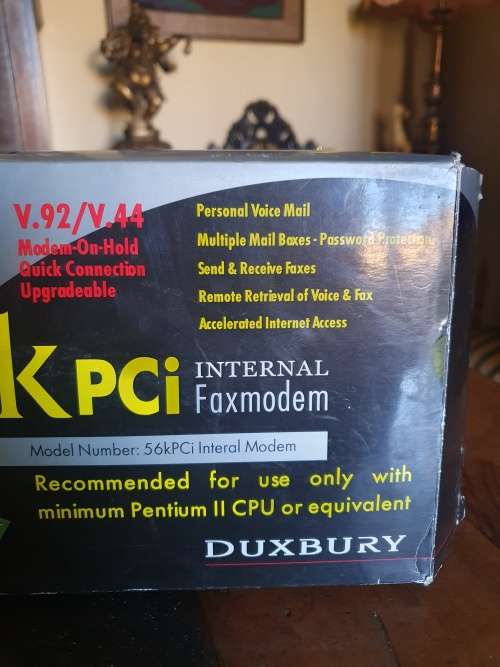 V.92/V.44
Modem-On-Hold
Quick Connection
Upgradeable
Personal Voice Mail
Multiple Mail Boxes - Password Protection
Send & Receive Faxes
Remote Retrieval of Voice & Fax
Accelerated Internet Access
k PCi INTERNAL
Faxmodem
Model Number: 56kPCi Interal Modem
Recommended for use only with
minimum Pentium II CPU or equivalent
DUXBURY